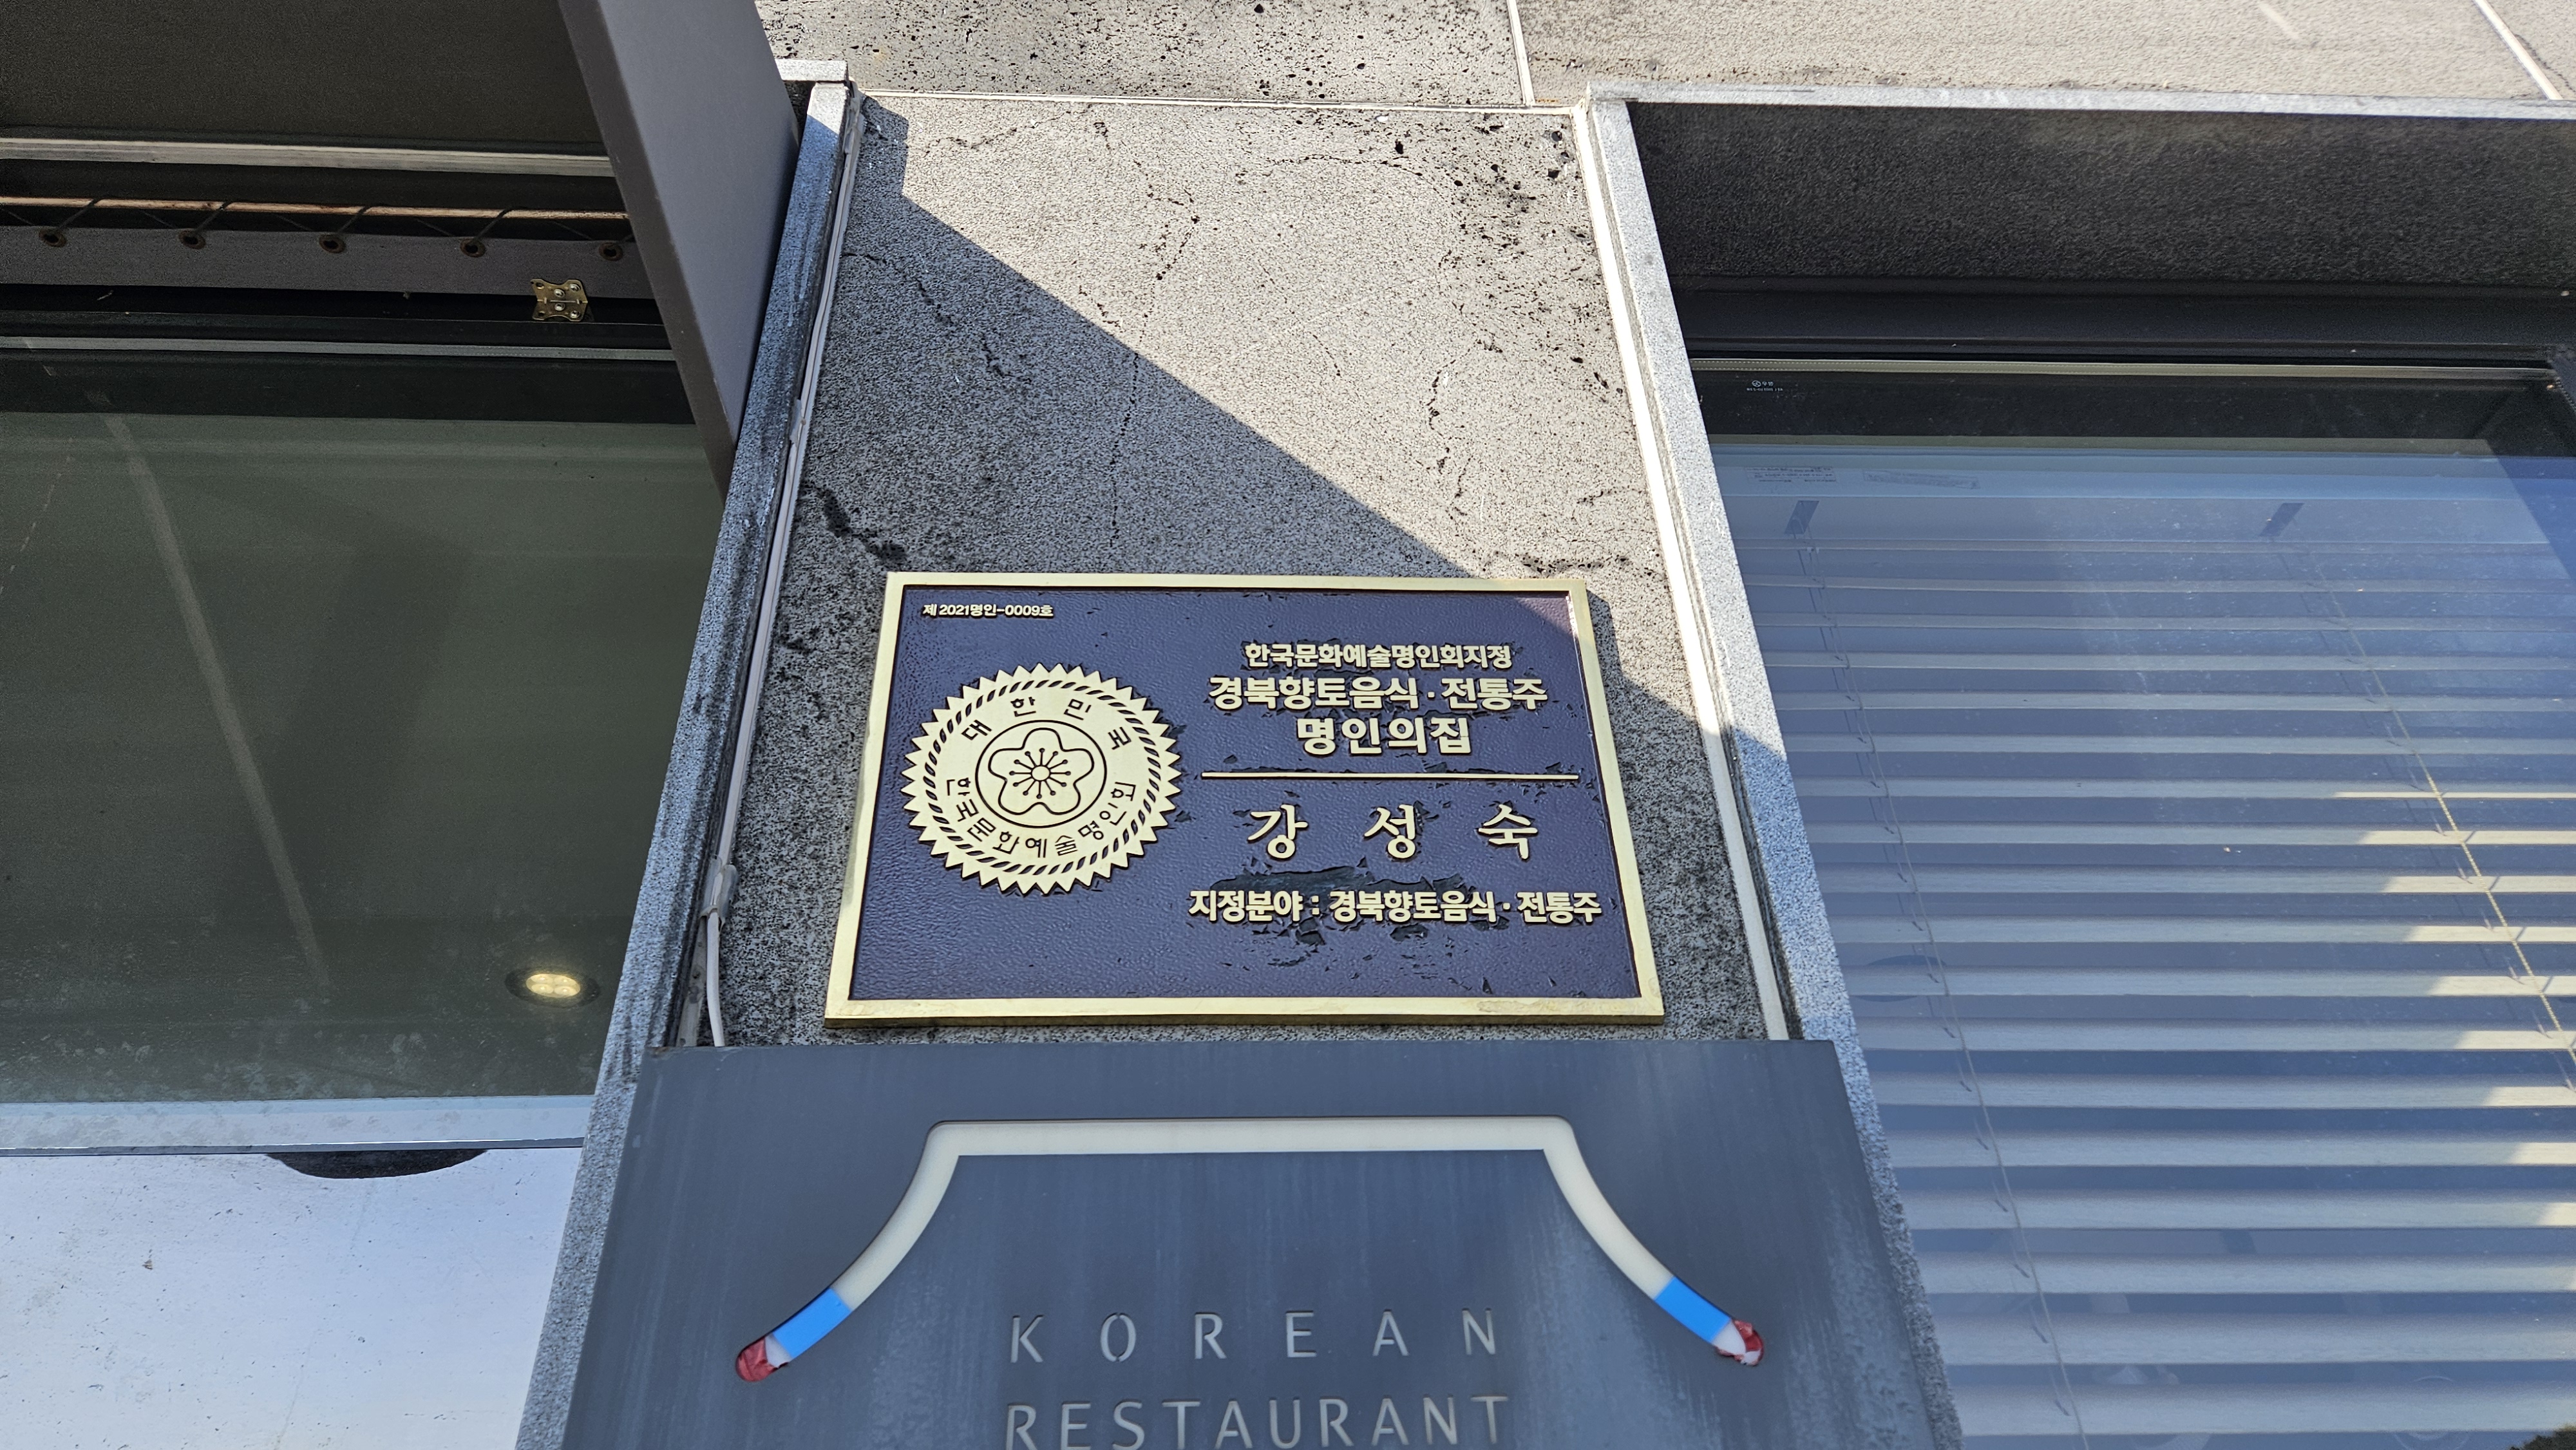 제2021명인-0009호
한국문화예술명인회지정
경북향토음식·전통주
명인의집
대한민국
한국문화예술명인회
강성숙
지정분야 : 경북향토음식·전통주
KOREAN
RESTAURANT